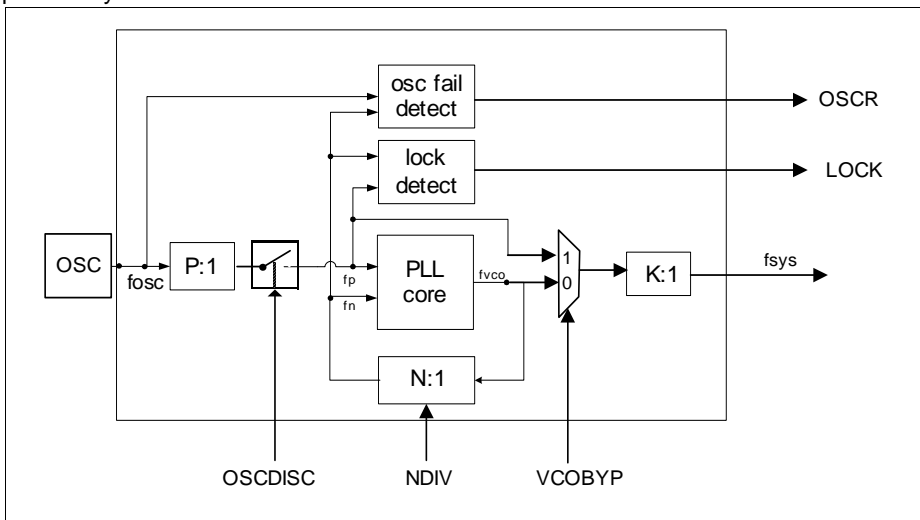 osc fail
detect
OSCR
lock
detect
LOCK
OSC
fosc
P:1
fp
fn
PLL
core
fvco
1
0
K:1
fsys
N:1
OSCDISC
NDIV
VCOBYP